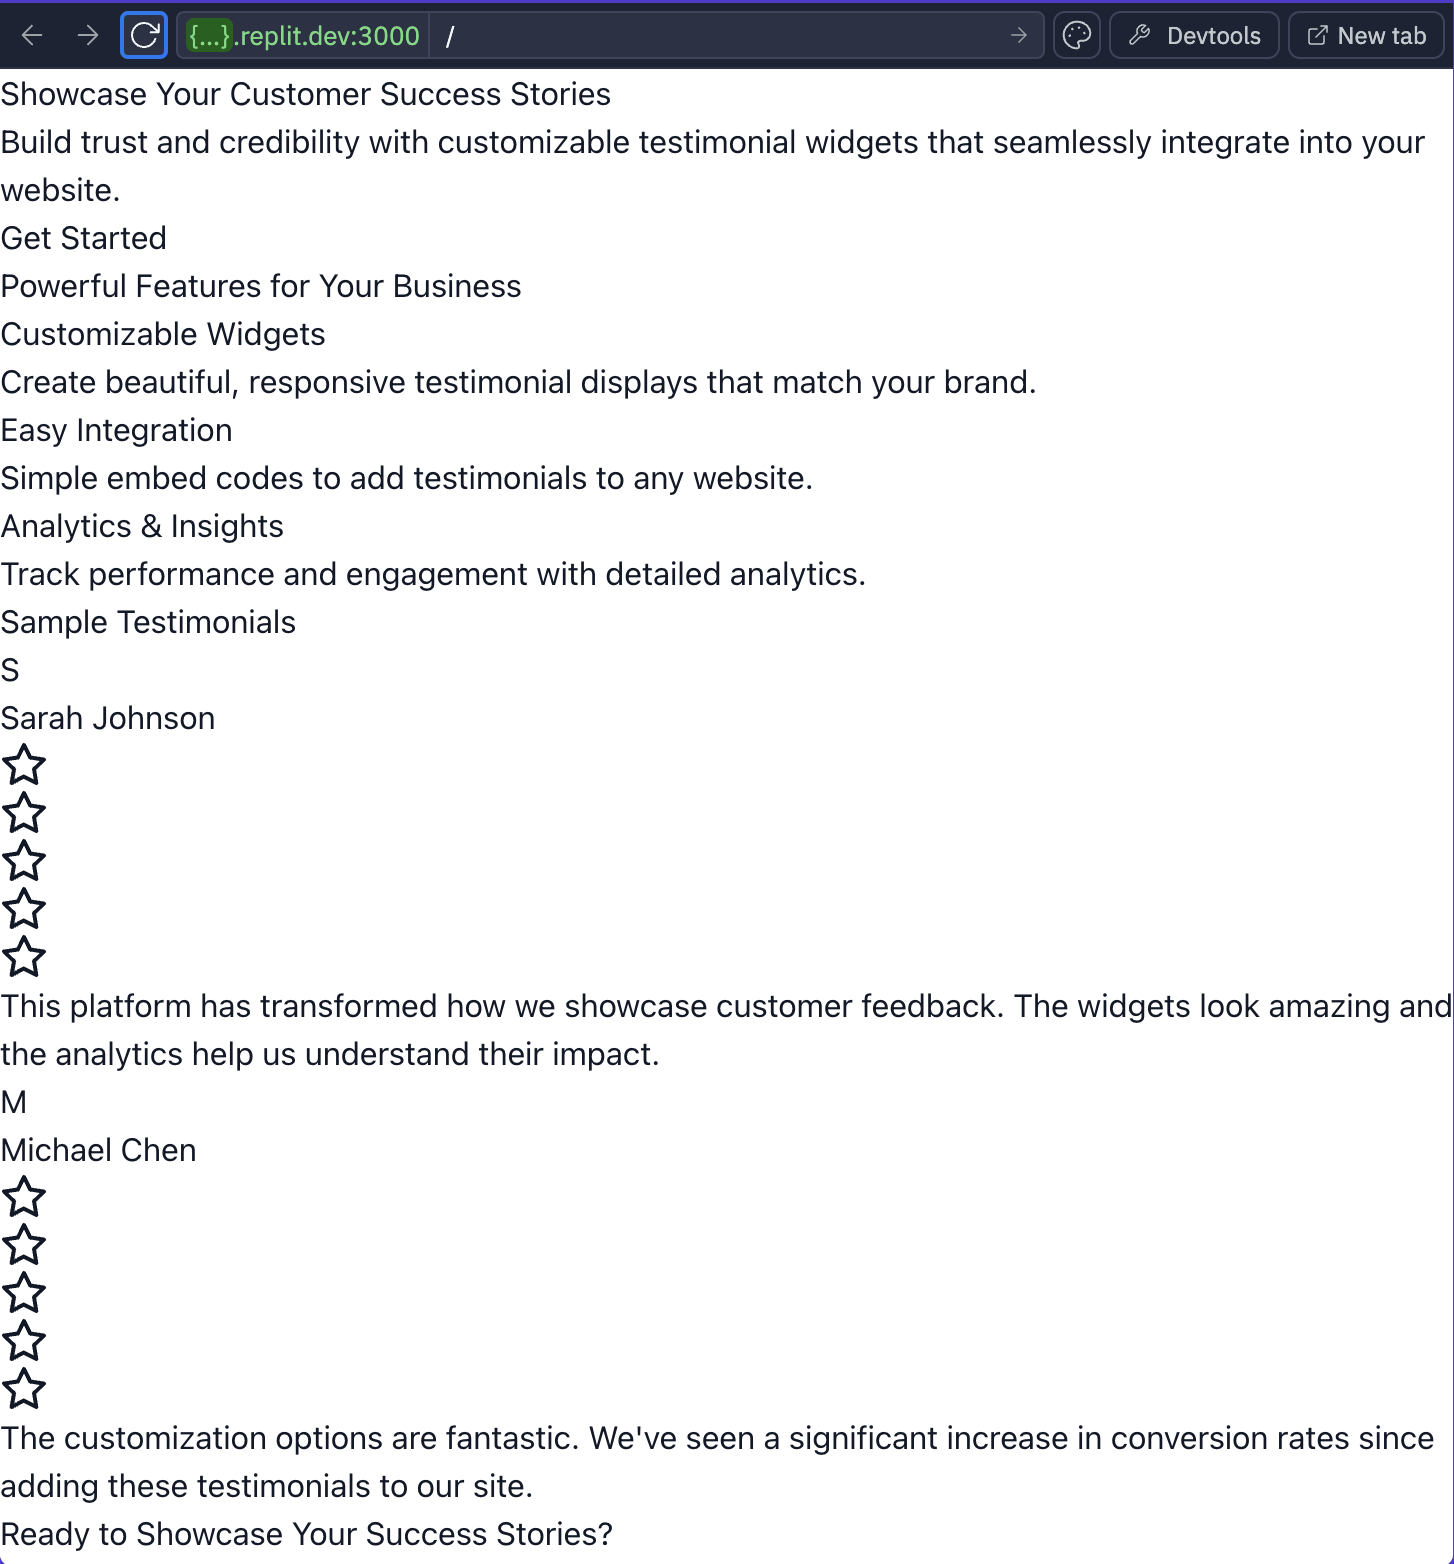 {...}.replit.dev:3000 /
Devtools
New tab
Showcase Your Customer Success Stories
Build trust and credibility with customizable testimonial widgets that seamlessly integrate into your
website.
Get Started
Powerful Features for Your Business
Customizable Widgets
Create beautiful, responsive testimonial displays that match your brand.
Easy Integration
Simple embed codes to add testimonials to any website.
Analytics & Insights
Track performance and engagement with detailed analytics.
Sample Testimonials
S
Sarah Johnson
This platform has transformed how we showcase customer feedback. The widgets look amazing and
the analytics help us understand their impact.
M
Michael Chen
The customization options are fantastic. We've seen a significant increase in conversion rates since
adding these testimonials to our site.
Ready to Showcase Your Success Stories?